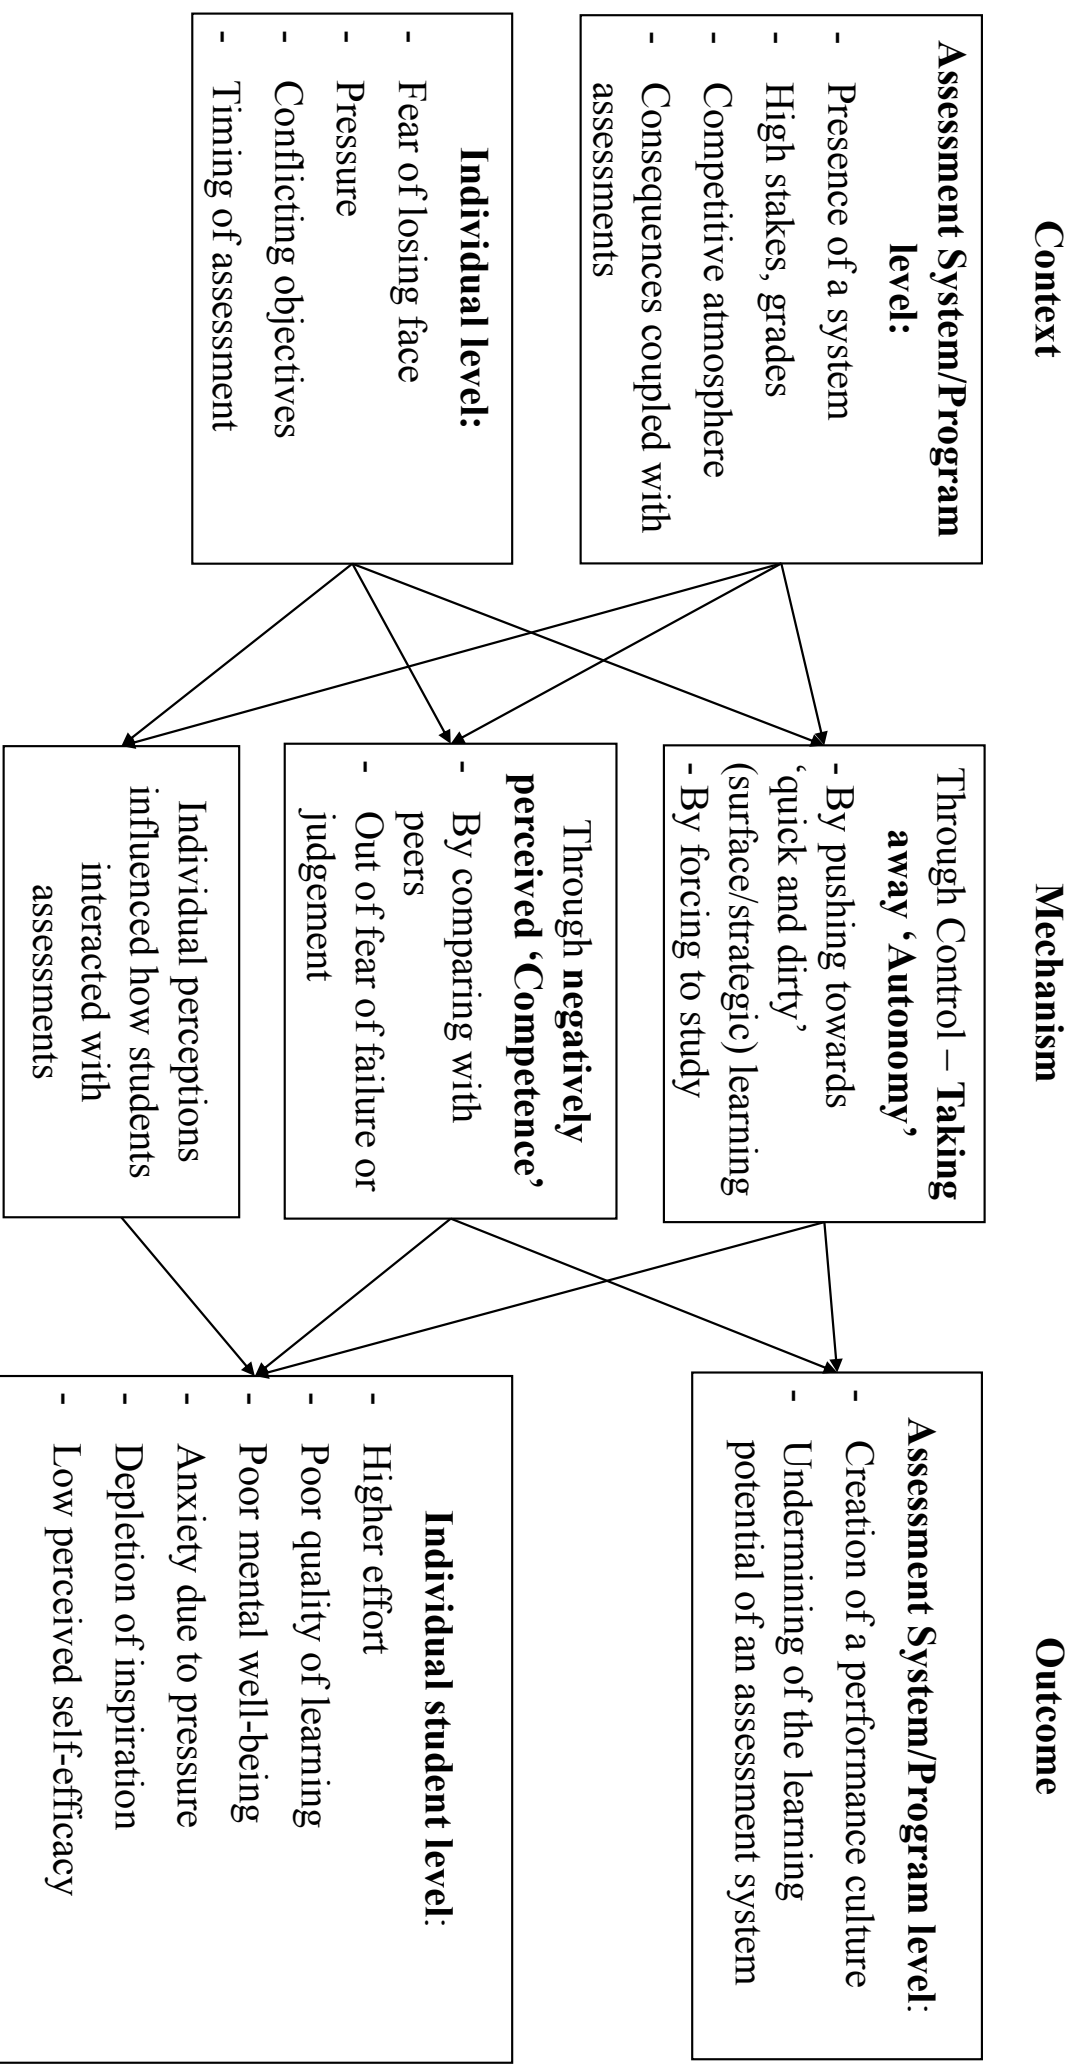 Context
Mechanism
Outcome
Assessment System/Program
level:
- Presence of a system
- High stakes, grades
- Competitive atmosphere
- Consequences coupled with
assessments
Individual level:
- Fear of losing face
- Pressure
- Conflicting objectives
- Timing of assessment
Through Control – Taking
away ‘Autonomy’
- By pushing towards
‘quick and dirty’
(surface/strategic) learning
- By forcing to study
Through negatively
perceived ‘Competence’
- By comparing with
peers
- Out of fear of failure or
judgement
Individual perceptions
influenced how students
interacted with
assessments
Assessment System/Program level:
- Creation of a performance culture
- Undermining of the learning
potential of an assessment system
Individual student level:
- Higher effort
- Poor quality of learning
- Poor mental well-being
- Anxiety due to pressure
- Depletion of inspiration
- Low perceived self-efficacy